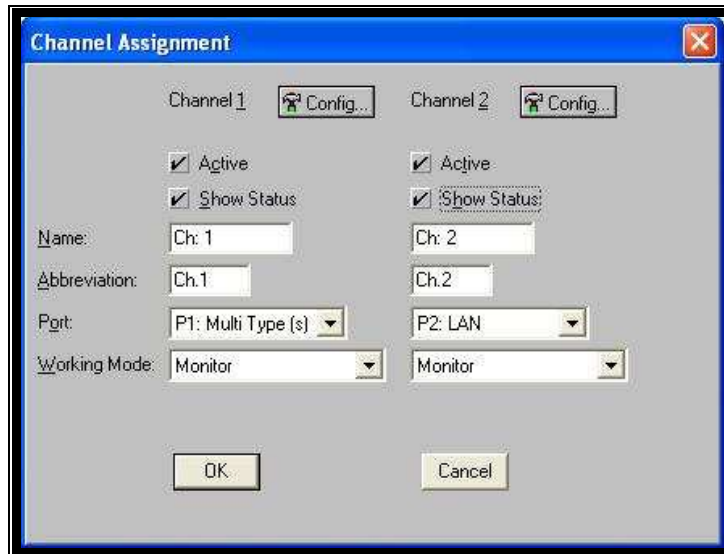 Channel Assignment
Channel 1 Config... Channel 2 Config...
Active Active
Show Status Show Status
Name: Ch: 1 Ch: 2
Abbreviation: Ch.1 Ch.2
Port: P1: Multi Type (s) P2: LAN
Working Mode: Monitor Monitor
OK Cancel